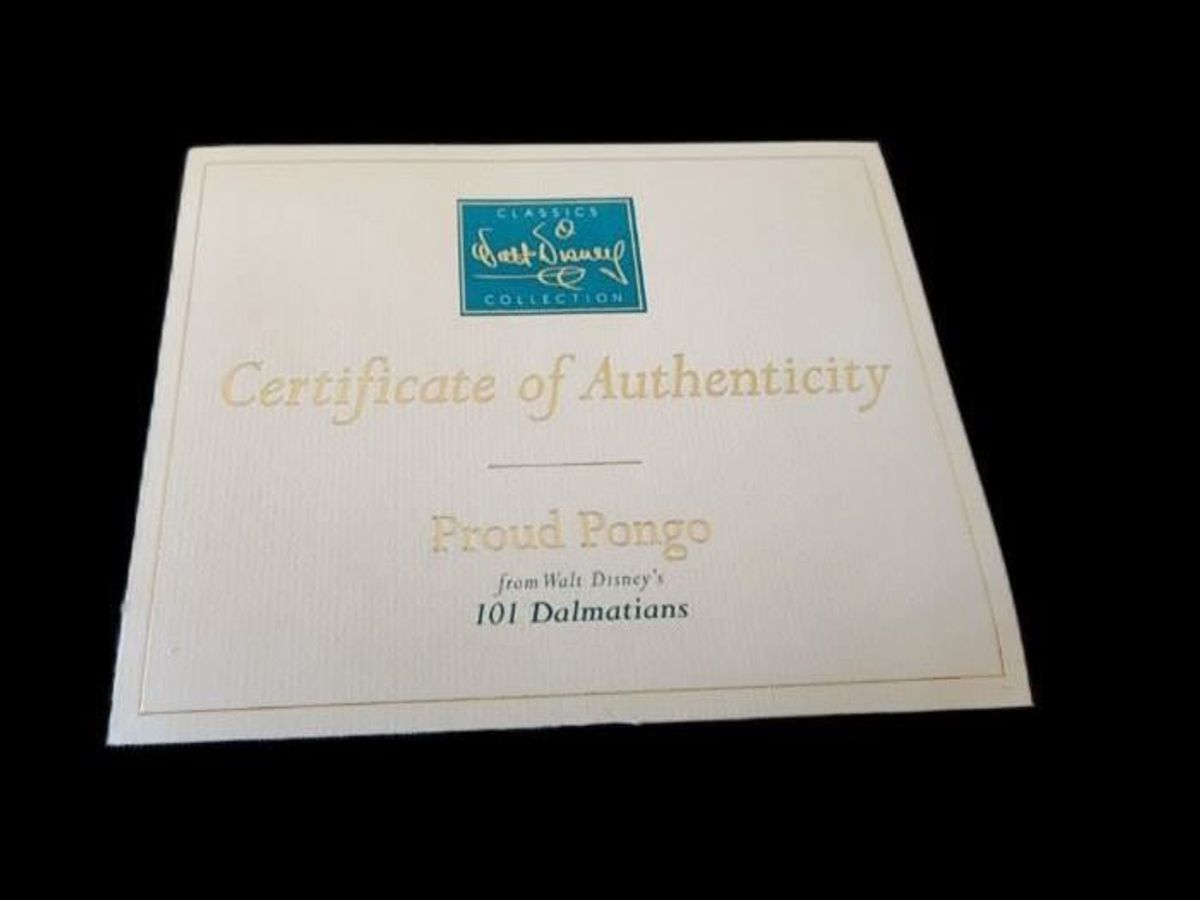 CLASSICS
Walt Disney
COLLECTION
Certificate of Authenticity
Proud Pongo
from Walt Disney's
101 Dalmatians